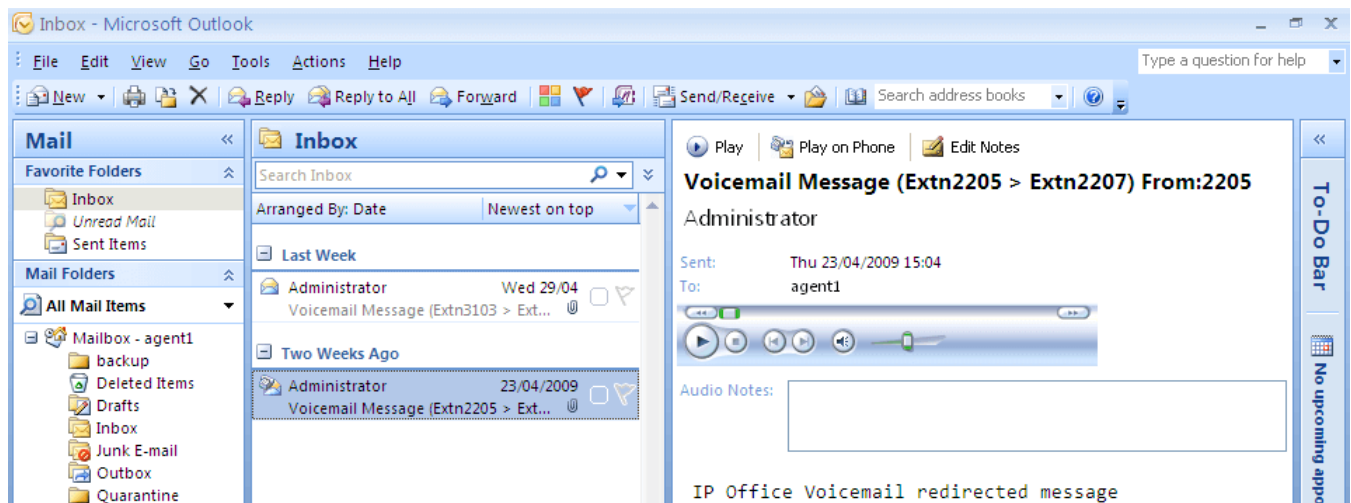 Inbox - Microsoft Outlook
File Edit View Go Tools Actions Help
Type a question for help
New Reply Reply to All Forward Send/Receive Search address books
Mail
Favorite Folders
Inbox
Unread Mail
Sent Items
Mail Folders
All Mail Items
Mailbox - agent1
backup
Deleted Items
Drafts
Inbox
Junk E-mail
Outbox
Quarantine
Inbox
Search Inbox
Arranged By: Date Newest on top
Last Week
Administrator Wed 29/04
Voicemail Message (Extn3103 > Ext...
Two Weeks Ago
Administrator 23/04/2009
Voicemail Message (Extn2205 > Ext...
Play Play on Phone Edit Notes
Voicemail Message (Extn2205 > Extn2207) From:2205
Administrator
Sent: Thu 23/04/2009 15:04
To: agent1
Audio Notes:
IP Office Voicemail redirected message
To-Do Bar
No upcoming appo